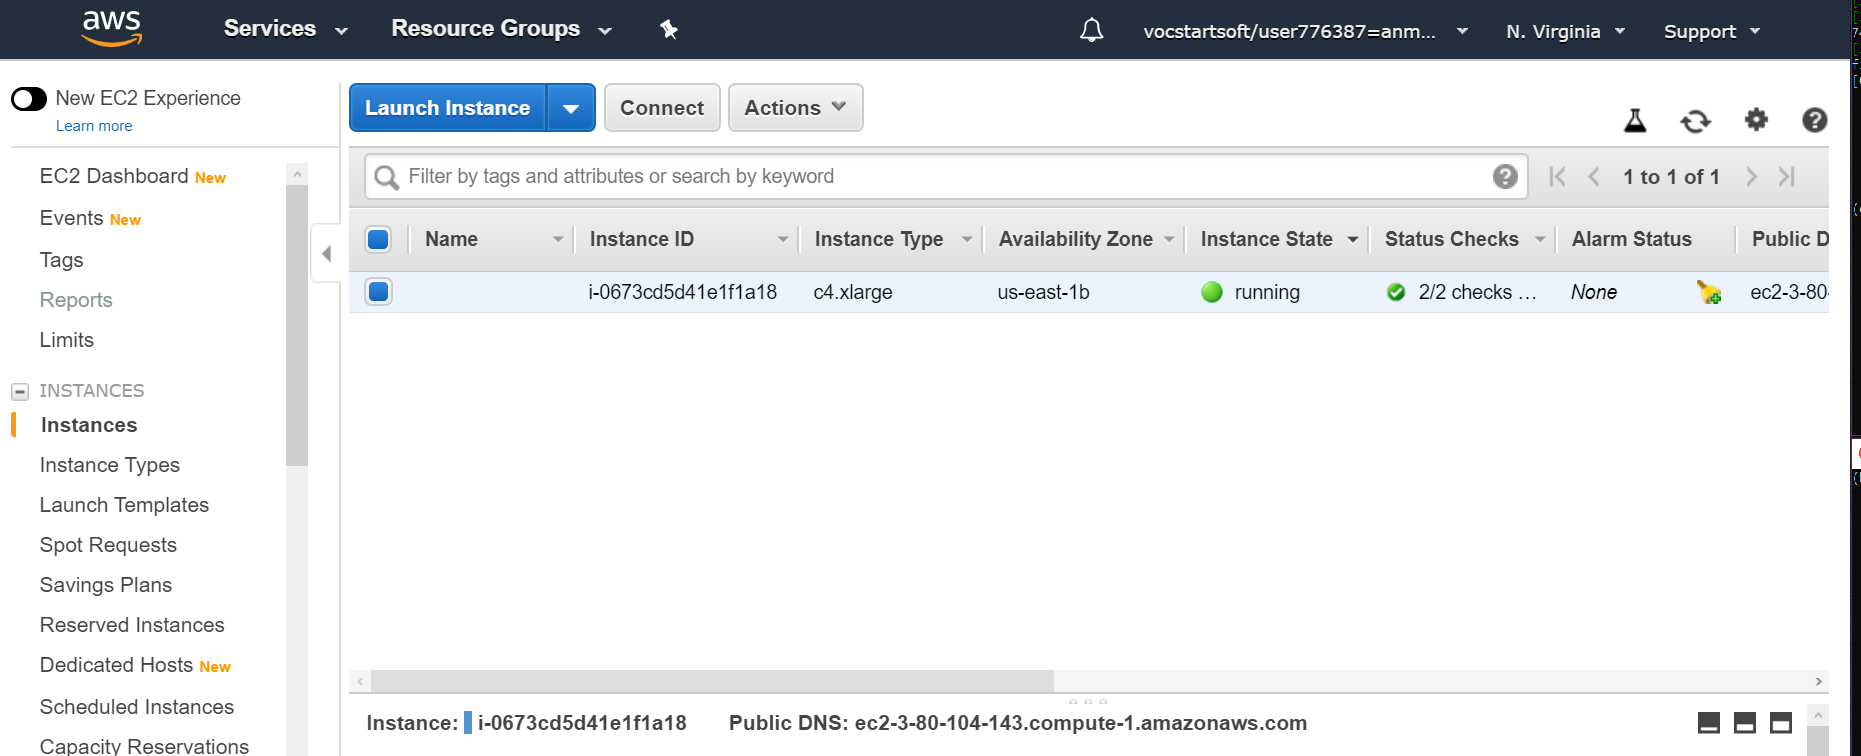 aws
Services
Resource Groups
vocstartsoft/user776387=anm...
N. Virginia
Support
New EC2 Experience
Learn more
EC2 Dashboard New
Events New
Tags
Reports
Limits
INSTANCES
Instances
Instance Types
Launch Templates
Spot Requests
Savings Plans
Reserved Instances
Dedicated Hosts New
Scheduled Instances
Capacity Reservations
Launch Instance
Connect
Actions
Filter by tags and attributes or search by keyword
1 to 1 of 1
Name Instance ID Instance Type Availability Zone Instance State Status Checks Alarm Status Public D
i-0673cd5d41e1f1a18 c4.xlarge us-east-1b running 2/2 checks ... None ec2-3-80-
Instance: i-0673cd5d41e1f1a18 Public DNS: ec2-3-80-104-143.compute-1.amazonaws.com